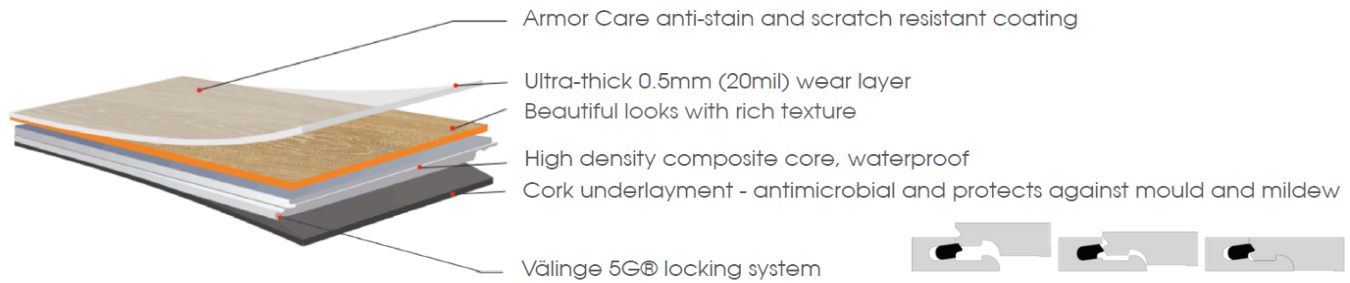 Armor Care anti-stain and scratch resistant coating
Ultra-thick 0.5mm (20mil) wear layer
Beautiful looks with rich texture
High density composite core, waterproof
Cork underlayment - antimicrobial and protects against mould and mildew
Välinge 5G® locking system